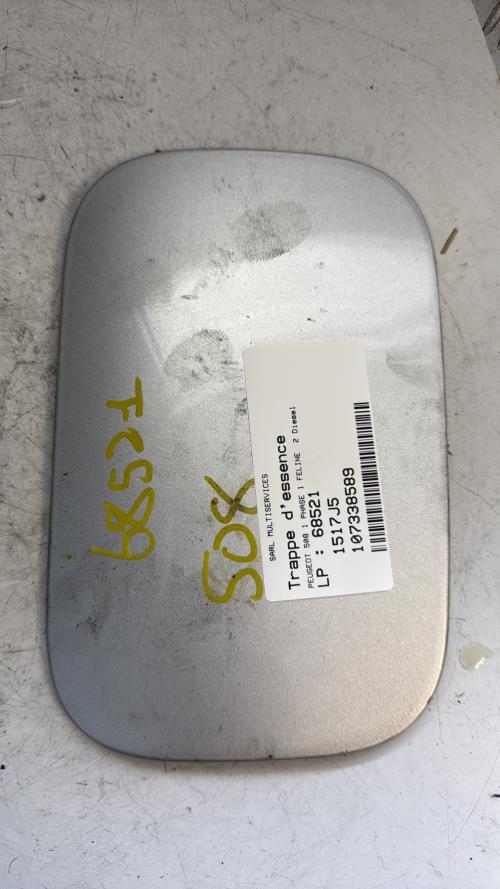 68521
508
SARL MULTISERVICES
Trappe d'essence
PEUGEOT 508 1 PHASE 1 FELINE 2 Diesel
LP : 68521
1517J5
107338589